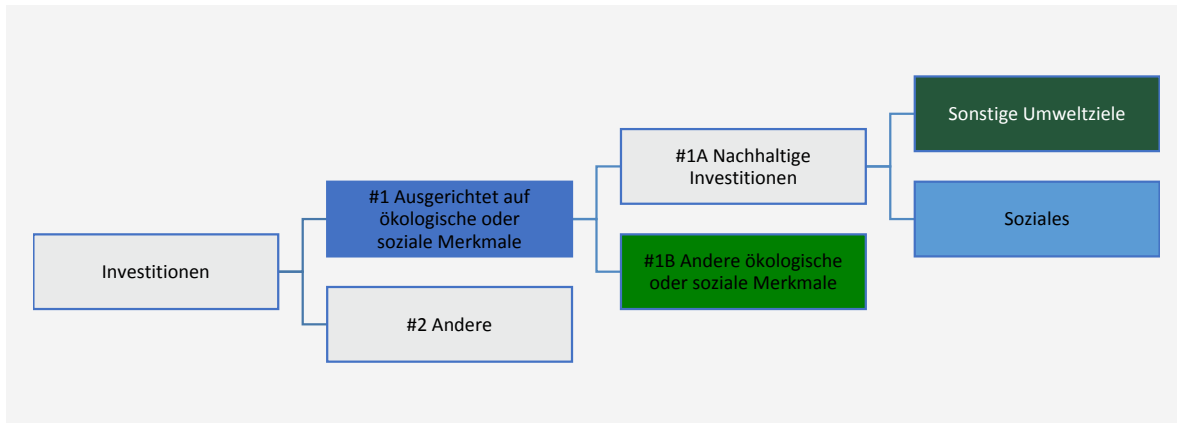 Investitionen
#1 Ausgerichtet auf
ökologische oder
soziale Merkmale
#2 Andere
#1A Nachhaltige
Investitionen
#1B Andere ökologische
oder soziale Merkmale
Sonstige Umweltziele
Soziales